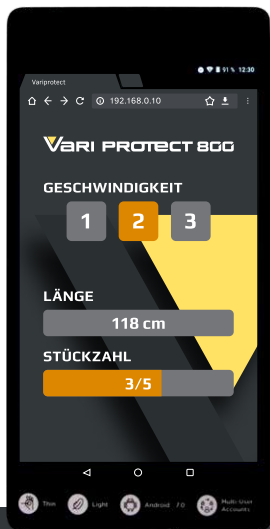 91 % 12:30
Variprotect
192.168.0.10
VARI PROTECT 800
GESCHWINDIGKEIT
1 2 3
LÄNGE
118 cm
STÜCKZAHL
3/5
Thin Light Android 7.0 Multi-User
Accounts